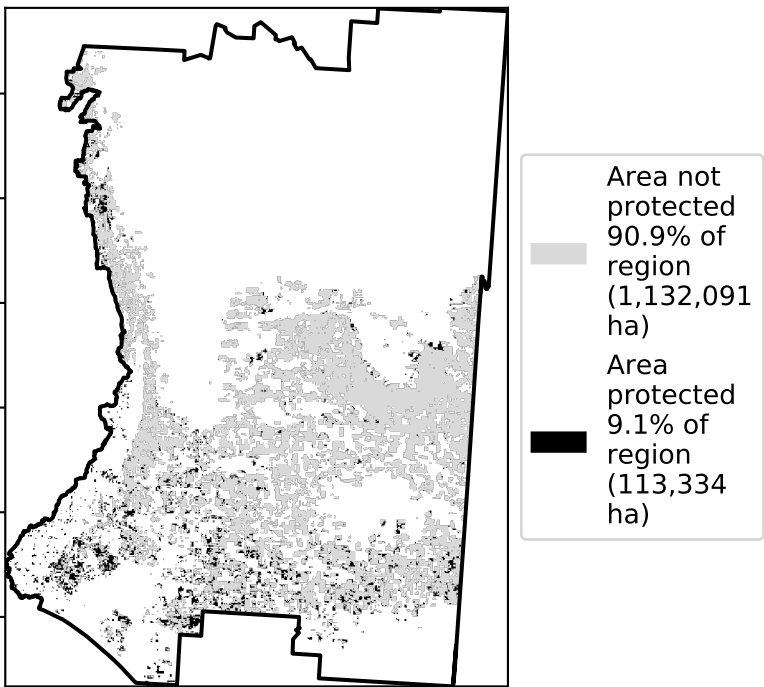 Area not
protected
90.9% of
region
(1,132,091
ha)
Area
protected
9.1% of
region
(113,334
ha)